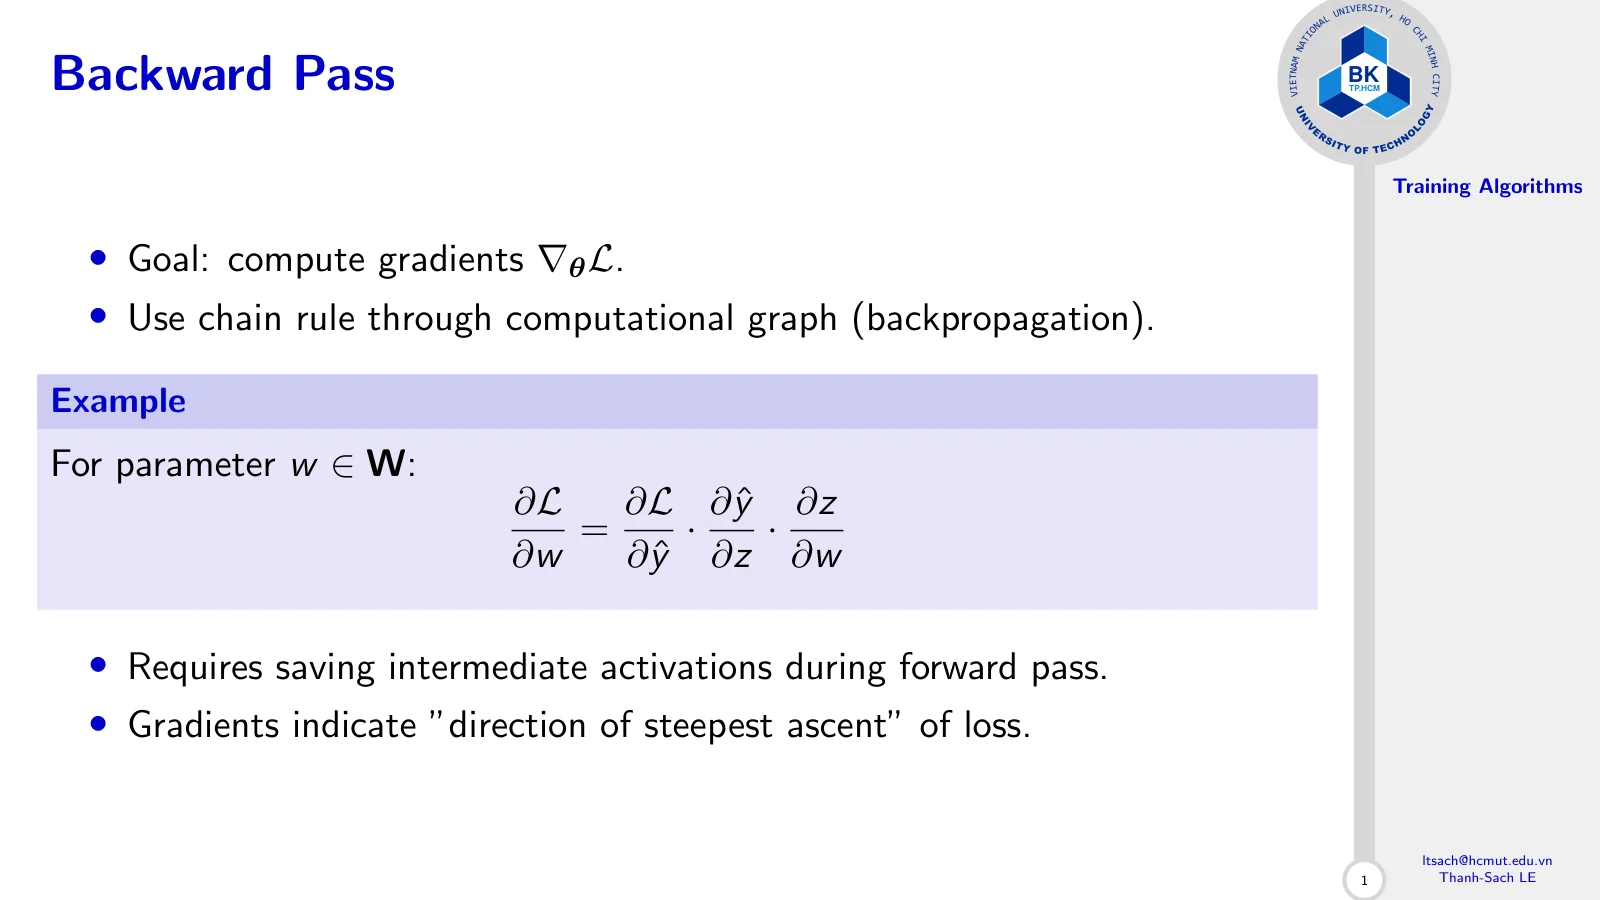 Backward Pass
VIETNAM NATIONAL UNIVERSITY, HO CHI MINH CITY
BK
TP.HCM
UNIVERSITY OF TECHNOLOGY
Training Algorithms
• Goal: compute gradients ∇_θ ℒ.
• Use chain rule through computational graph (backpropagation).
Example
For parameter w ∈ W:
∂ℒ/∂w = ∂ℒ/∂ŷ · ∂ŷ/∂z · ∂z/∂w
• Requires saving intermediate activations during forward pass.
• Gradients indicate ”direction of steepest ascent” of loss.
ltsach@hcmut.edu.vn
Thanh-Sach LE
1